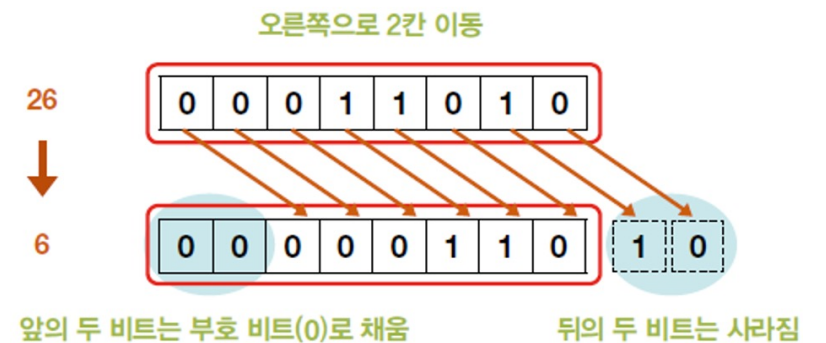 오른쪽으로 2칸 이동
26 0 0 0 1 1 0 1 0
6 0 0 0 0 0 1 1 0 1 0
앞의 두 비트는 부호 비트(0)로 채움 뒤의 두 비트는 사라짐